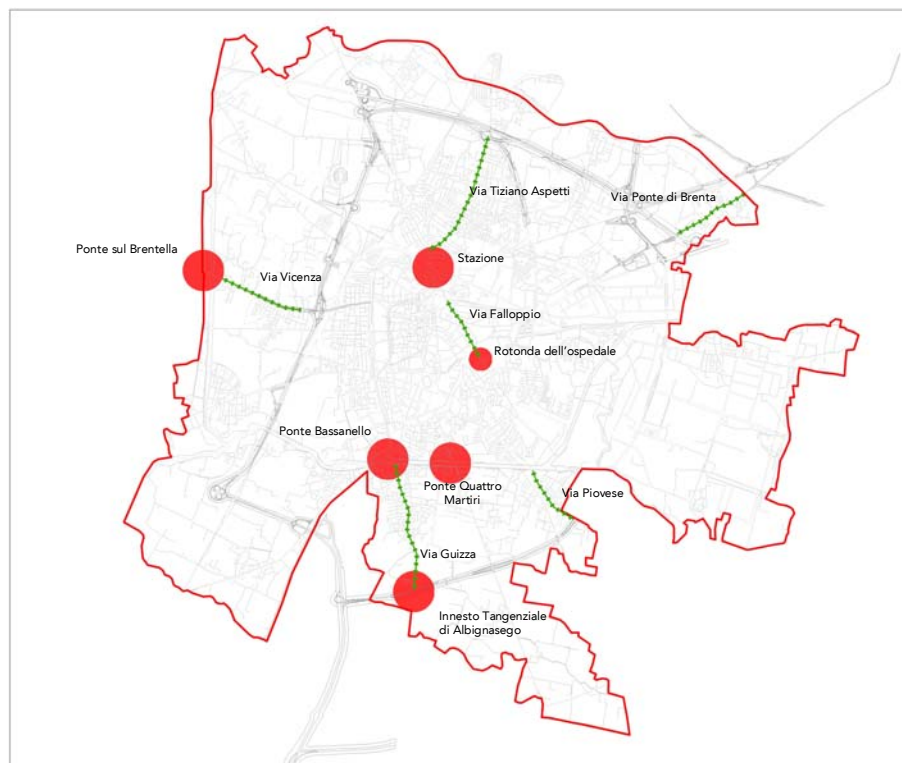 Via Tiziano Aspetti
Via Ponte di Brenta
Ponte sul Brentella
Stazione
Via Vicenza
Via Falloppio
Rotonda dell'ospedale
Ponte Bassanello
Ponte Quattro
Martiri
Via Piovese
Via Guizza
Innesto Tangenziale
di Albignasego